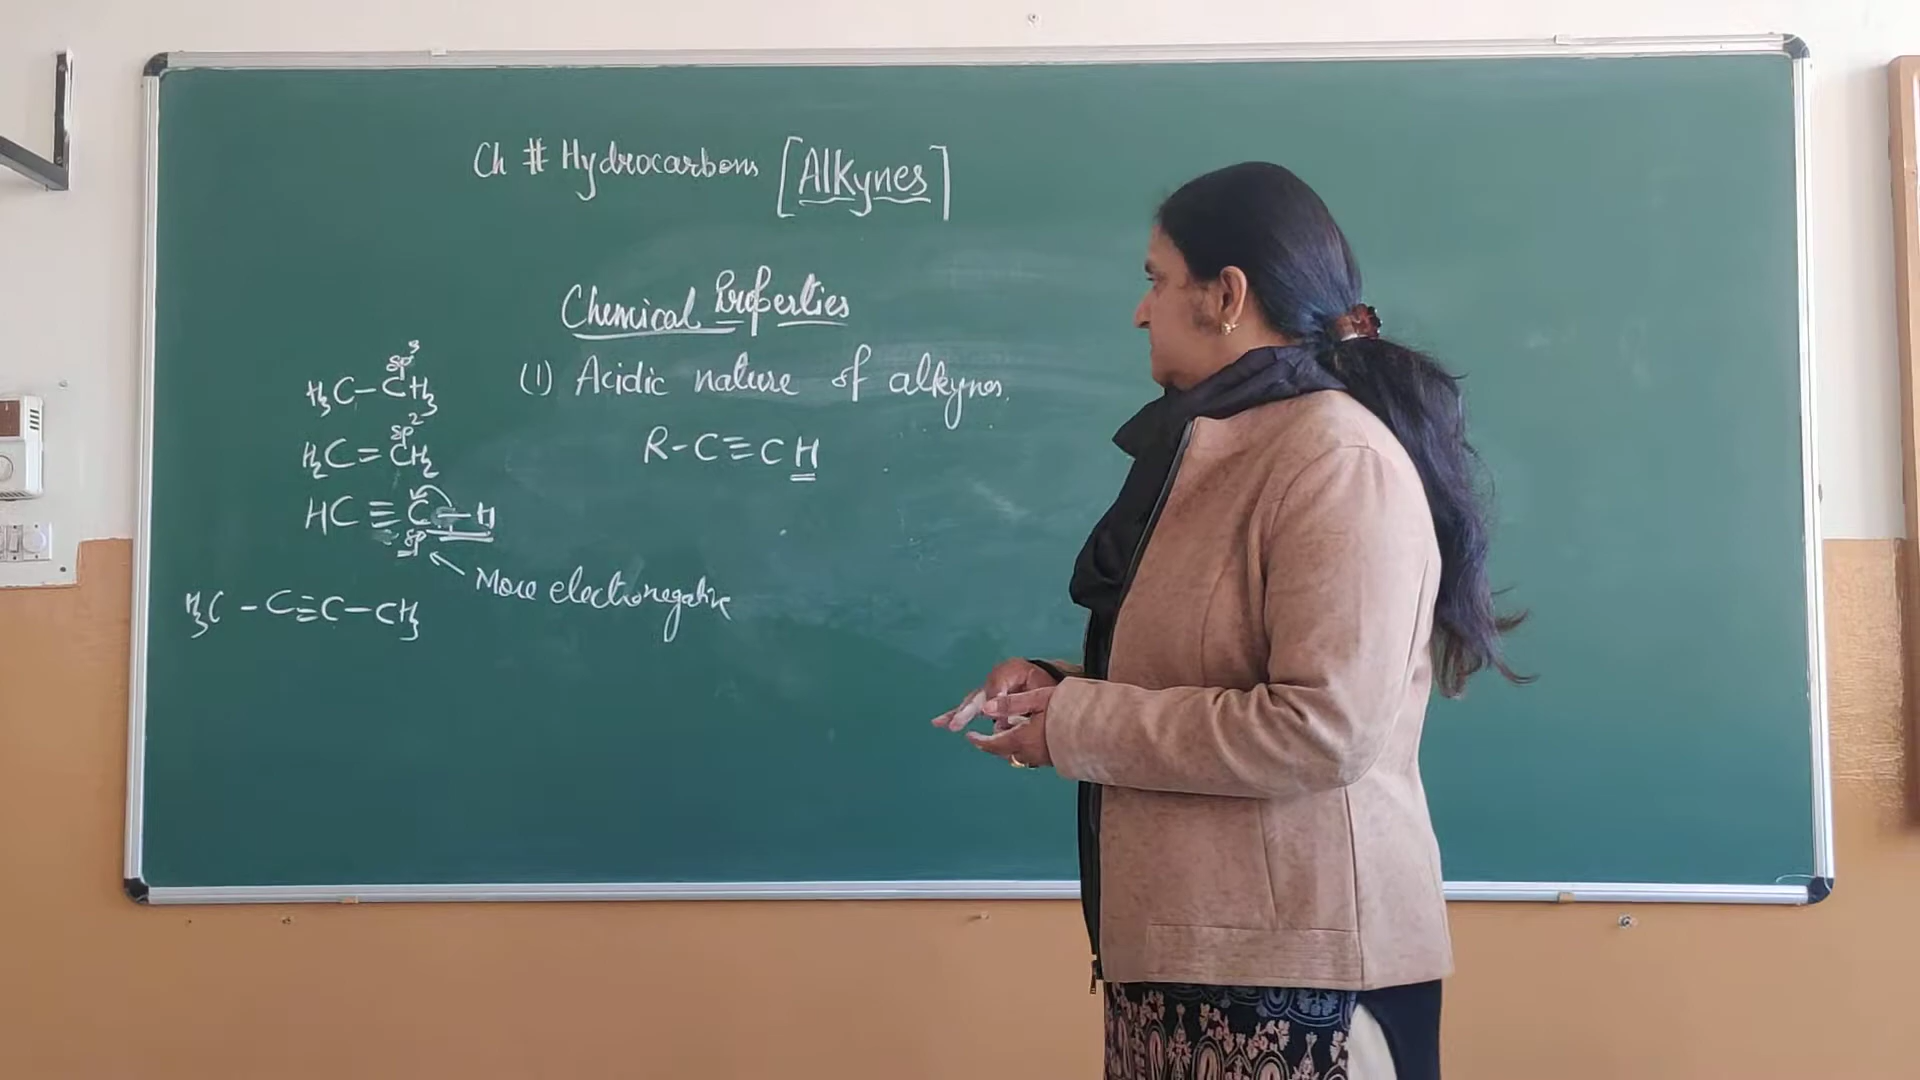 Ch # Hydrocarbons [Alkynes]
Chemical Properties
(1) Acidic nature of alkynes.
R-C≡CH
sp³
H₃C-CH₃
sp²
H₂C=CH₂
HC≡C-H
sp
More electronegative
H₃C-C≡C-CH₃